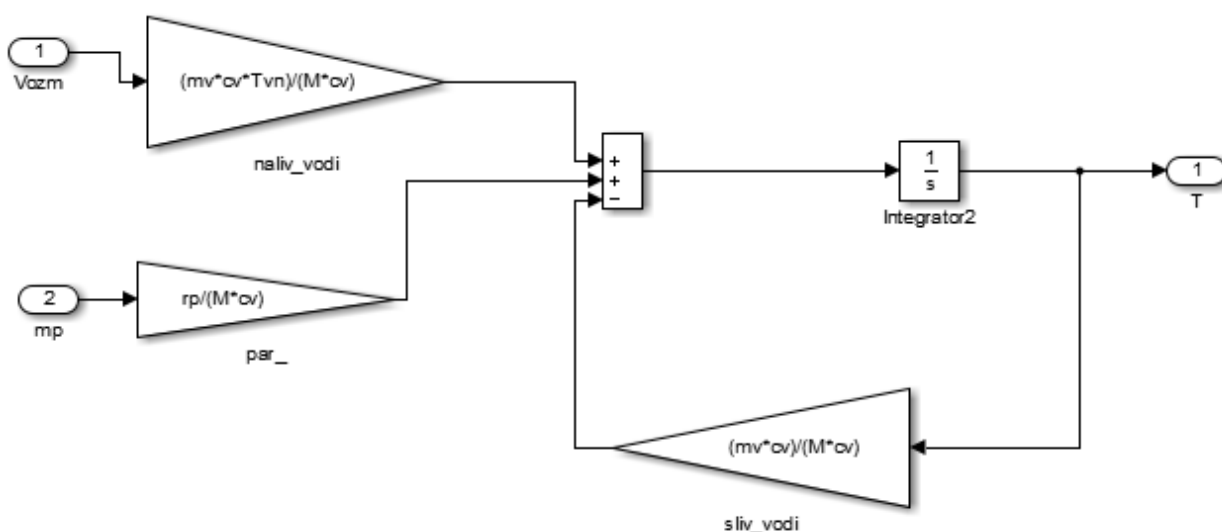 1
Vozm
(mv*cv*Tvn)/(M*cv)
naliv_vodi
2
mp
rp/(M*cv)
par_
+
+
−
1
s
Integrator2
1
T
(mv*cv)/(M*cv)
sliv_vodi